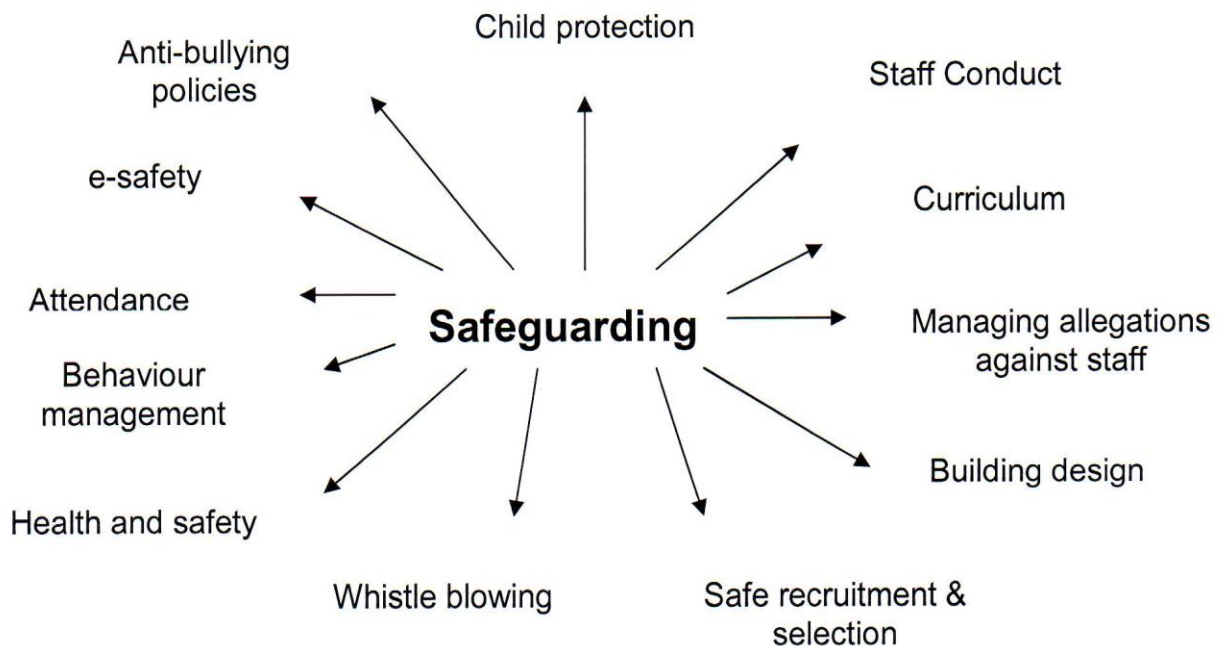 Child protection
Anti-bullying
policies
Staff Conduct
e-safety
Curriculum
Attendance
Safeguarding
Managing allegations
against staff
Behaviour
management
Building design
Health and safety
Whistle blowing
Safe recruitment &
selection